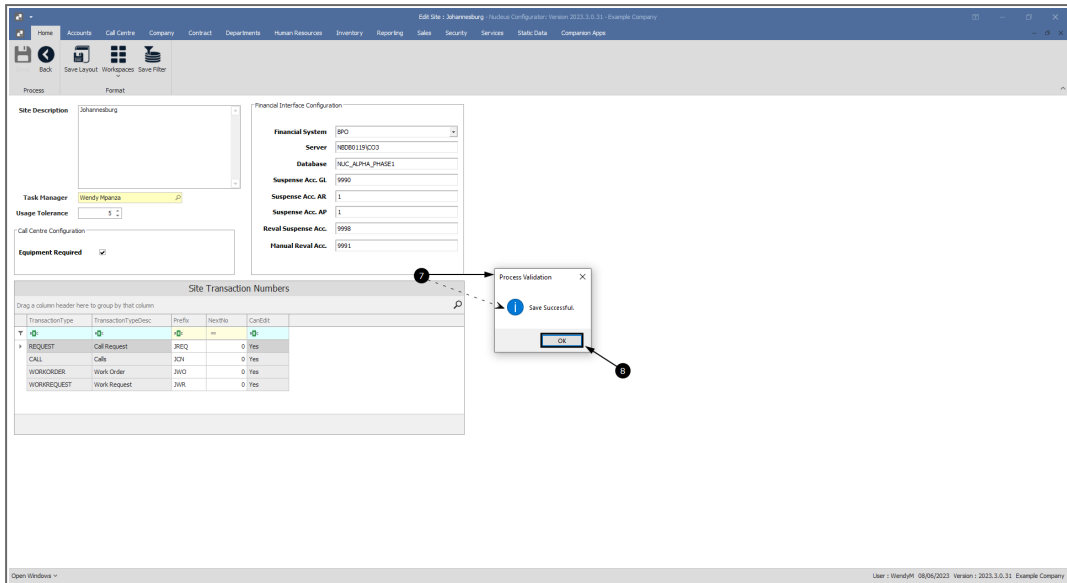 Edit Site : Johannesburg - Nucleus Configurator: Version 2023.3.0.31 - Example Company
Home Accounts Call Centre Company Contract Departments Human Resources Inventory Reporting Sales Security Services Static Data Companion Apps
Back Save Layout Workspaces Save Filter
Process Format
Site Description Johannesburg
Financial Interface Configuration
Financial System BPO
Server NBDB0119\CO3
Database NUC_ALPHA_PHASE1
Suspense Acc. GL 9990
Task Manager Wendy Mpanza
Suspense Acc. AR 1
Usage Tolerance 5
Suspense Acc. AP 1
Call Centre Configuration
Reval Suspense Acc. 9998
Equipment Required
Manual Reval Acc. 9991
7
Process Validation
Save Successful.
OK
8
Site Transaction Numbers
Drag a column header here to group by that column
TransactionType TransactionTypeDesc Prefix NextNo CanEdit
=
REQUEST Call Request JREQ 0 Yes
CALL Calls JCN 0 Yes
WORKORDER Work Order JWO 0 Yes
WORKREQUEST Work Request JWR 0 Yes
Open Windows
User : WendyM 08/06/2023 Version : 2023.3.0.31 Example Company